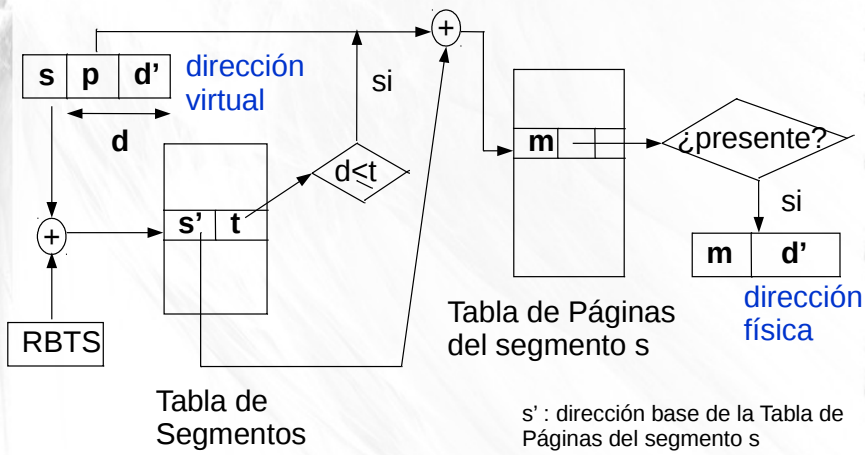 +
s p d’
dirección
virtual
si
d
m
¿presente?
d≤t
s’ t
+
si
m d’
dirección
física
RBTS
Tabla de Páginas
del segmento s
Tabla de
Segmentos
s’ : dirección base de la Tabla de
Páginas del segmento s